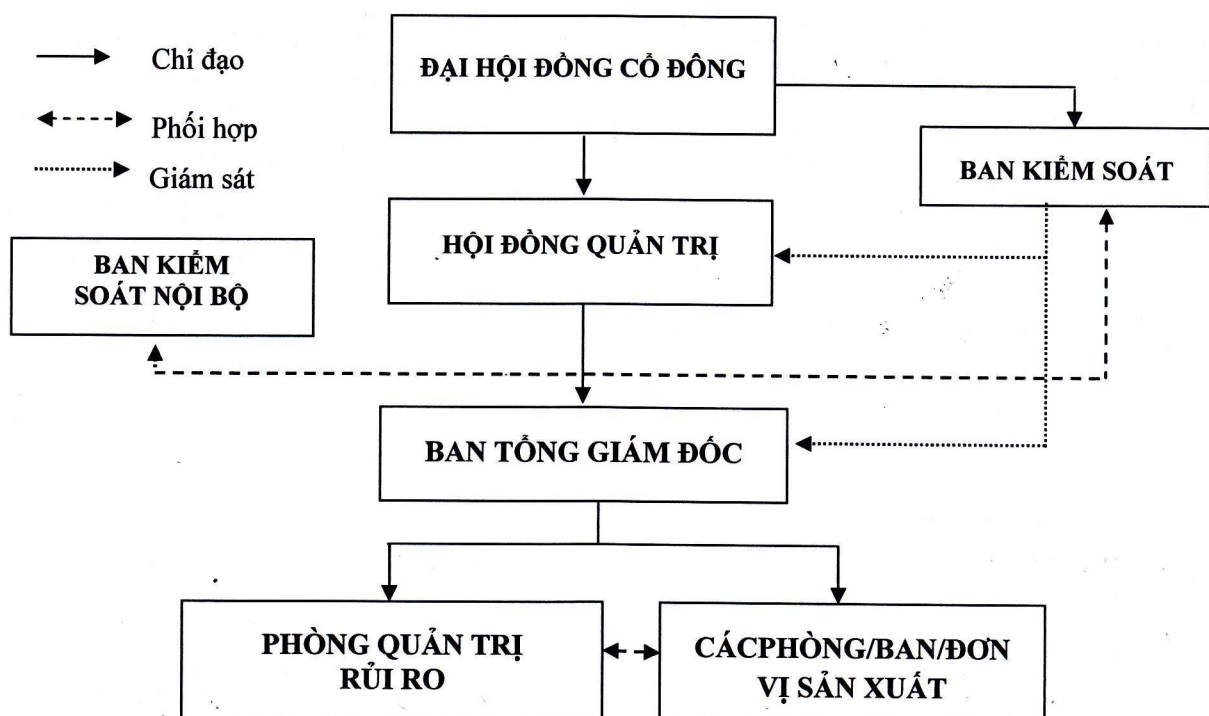 Chỉ đạo
Phối hợp
Giám sát
ĐẠI HỘI ĐỒNG CỔ ĐÔNG
BAN KIỂM SOÁT
HỘI ĐỒNG QUẢN TRỊ
BAN KIỂM
SOÁT NỘI BỘ
BAN TỔNG GIÁM ĐỐC
PHÒNG QUẢN TRỊ
RỦI RO
CÁCPHÒNG/BAN/ĐƠN
VỊ SẢN XUẤT